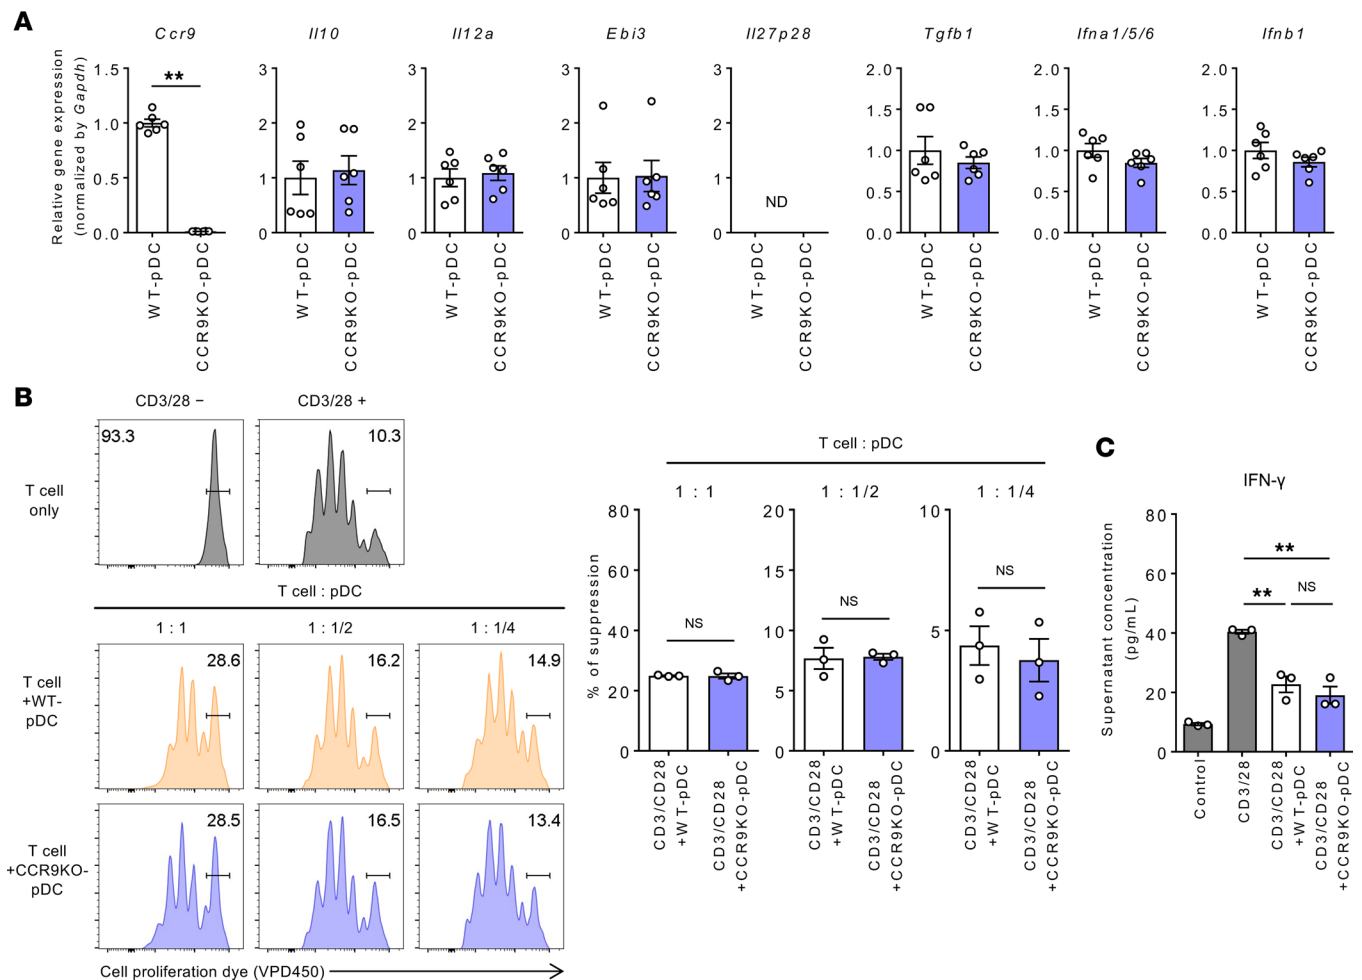 A
Ccr9
Il10
Il12a
Ebi3
Il27p28
Tgfb1
Ifna1/5/6
Ifnb1
Relative gene expression
(normalized by Gapdh)
1.5
1.0
0.5
0.0
3
2
1
0
3
2
1
0
3
2
1
0
3
2
1
0
ND
2.0
1.5
1.0
0.5
0.0
2.0
1.5
1.0
0.5
0.0
2.0
1.5
1.0
0.5
0.0
**
WT-pDC
CCR9KO-pDC
WT-pDC
CCR9KO-pDC
WT-pDC
CCR9KO-pDC
WT-pDC
CCR9KO-pDC
WT-pDC
CCR9KO-pDC
WT-pDC
CCR9KO-pDC
WT-pDC
CCR9KO-pDC
WT-pDC
CCR9KO-pDC
B
CD3/28 −
CD3/28 +
T cell
only
93.3
10.3
T cell : pDC
1 : 1
1 : 1/2
1 : 1/4
T cell
+WT-
pDC
28.6
16.2
14.9
T cell
+CCR9KO-
pDC
28.5
16.5
13.4
Cell proliferation dye (VPD450)
T cell : pDC
1 : 1
1 : 1/2
1 : 1/4
% of suppression
80
60
40
20
0
NS
20
15
10
5
0
NS
10
5
0
NS
CD3/CD28
+WT-pDC
CD3/CD28
+CCR9KO-pDC
CD3/CD28
+WT-pDC
CD3/CD28
+CCR9KO-pDC
CD3/CD28
+WT-pDC
CD3/CD28
+CCR9KO-pDC
C
IFN-γ
Supernatant concentration
(pg/mL)
80
60
40
20
0
**
**
NS
Control
CD3/28
CD3/CD28
+WT-pDC
CD3/CD28
+CCR9KO-pDC